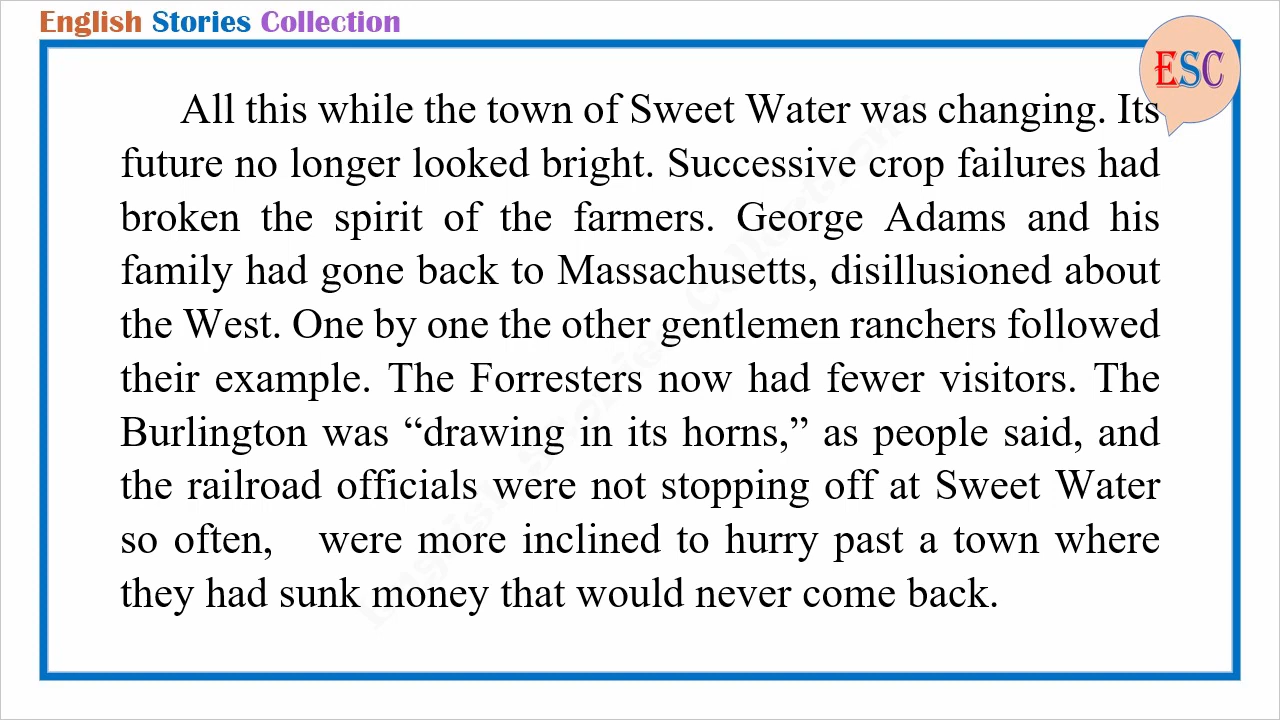 English Stories Collection
ESC
All this while the town of Sweet Water was changing. Its
future no longer looked bright. Successive crop failures had
broken the spirit of the farmers. George Adams and his
family had gone back to Massachusetts, disillusioned about
the West. One by one the other gentlemen ranchers followed
their example. The Forresters now had fewer visitors. The
Burlington was “drawing in its horns,” as people said, and
the railroad officials were not stopping off at Sweet Water
so often,   were more inclined to hurry past a town where
they had sunk money that would never come back.
English Stories Collection